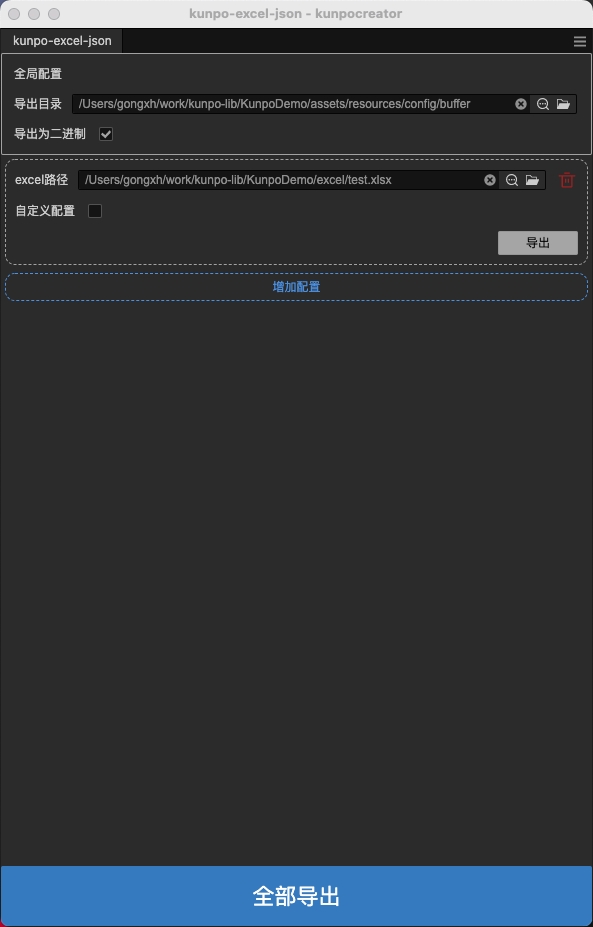 kunpo-excel-json - kunpocreator
kunpo-excel-json
全局配置
导出目录 /Users/gongxh/work/kunpo-lib/KunpoDemo/assets/resources/config/buffer
导出为二进制
excel路径 /Users/gongxh/work/kunpo-lib/KunpoDemo/excel/test.xlsx
自定义配置
导出
增加配置
全部导出